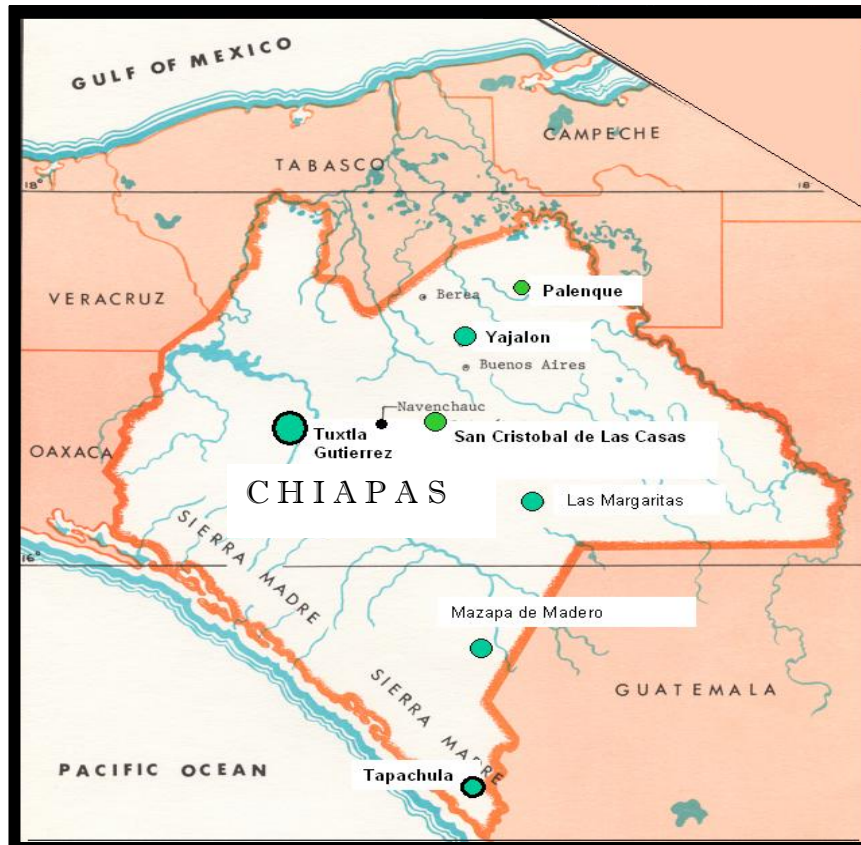 GULF OF MEXICO
CAMPECHE
TABASCO
18°
18°
VERACRUZ
Berea
Palenque
Yajalon
Buenos Aires
Navenchauc
OAXACA
Tuxtla
Gutierrez
San Cristobal de Las Casas
CHIAPAS
Las Margaritas
SIERRA MADRE
16°
Mazapa de Madero
SIERRA MADRE
GUATEMALA
PACIFIC OCEAN
Tapachula